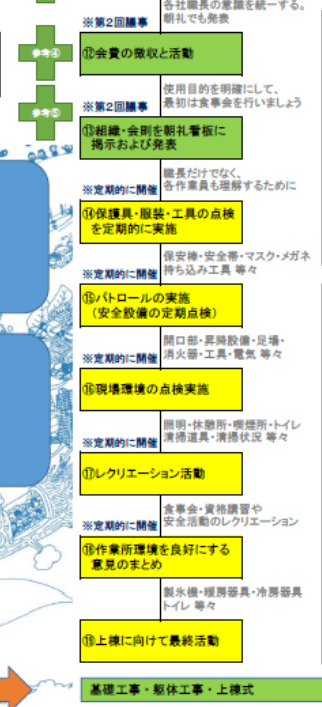 各社職長の意識を統一する。
※第2回議事 朝礼でも発表
参考④
⑫会費の徴収と活動
使用目的を明確にして、
※第2回議事 最初は食事会を行いましょう
参考⑤
⑬組織・会則を朝礼看板に
掲示および発表
職長だけでなく、
※定期的に開催 各作業員も理解するために
⑭保護具・服装・工具の点検
を定期的に実施
保安棒・安全帯・マスク・メガネ
※定期的に開催 持ち込み工具 等々
⑮パトロールの実施
（安全設備の定期点検）
開口部・昇降設備・足場・
※定期的に開催 消火器・工具・電気 等々
⑯現場環境の点検実施
照明・休憩所・喫煙所・トイレ
※定期的に開催 清掃道具・清掃状況 等々
⑰レクリエーション活動
食事会・資格講習や
※定期的に開催 安全活動のレクリエーション
⑱作業所環境を良好にする
意見のまとめ
製氷機・暖房器具・冷房器具
トイレ 等々
⑲上棟に向けて最終活動
基礎工事・躯体工事・上棟式